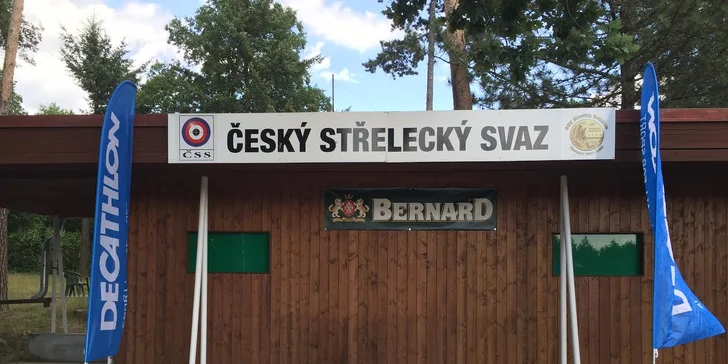 ČESKÝ STŘELECKÝ SVAZ
ČSS
BERNARD
DECATHLON